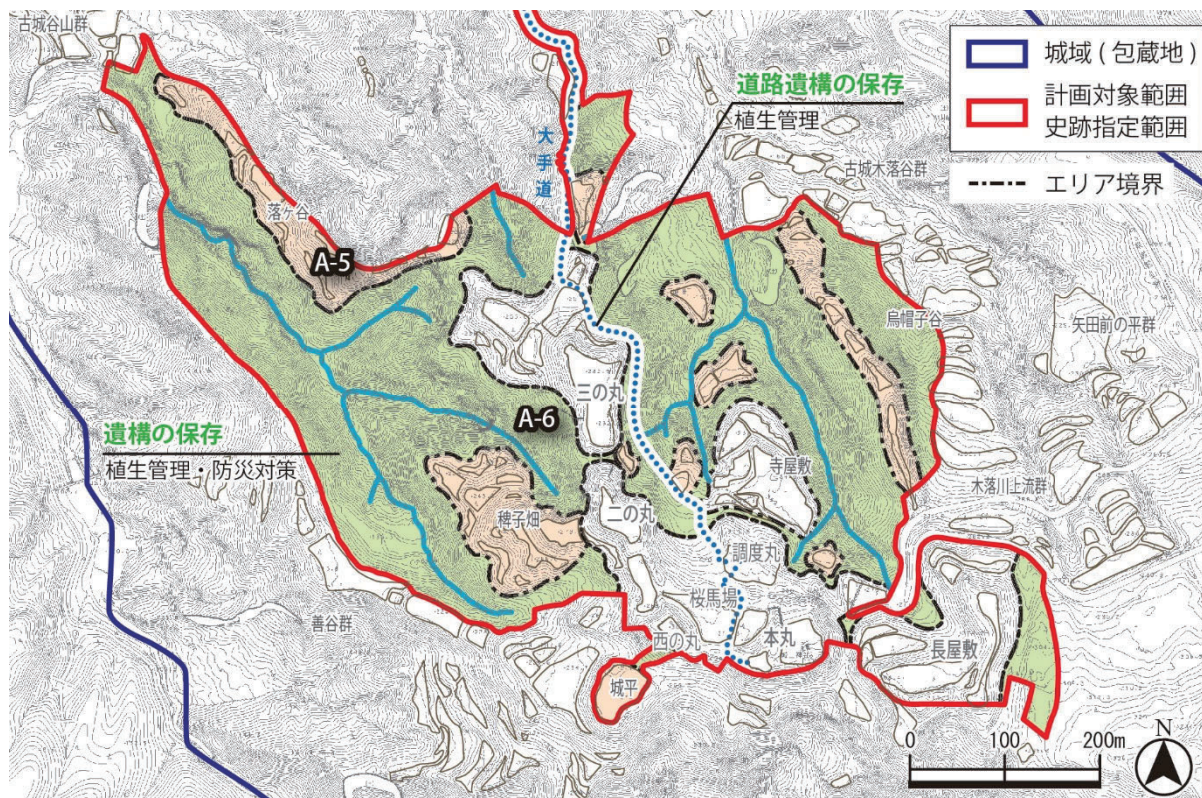 古城谷山群
城域(包蔵地)
計画対象範囲
史跡指定範囲
エリア境界
道路遺構の保存
植生管理
大手道
古城木落谷群
落ヶ谷
A-5
烏帽子谷
矢田前の平群
三の丸
A-6
遺構の保存
植生管理・防災対策
寺屋敷
木落川上流群
稗子畑
二の丸
調度丸
桜馬場
善谷群
西の丸
本丸
長屋敷
城平
N
0 100 200m